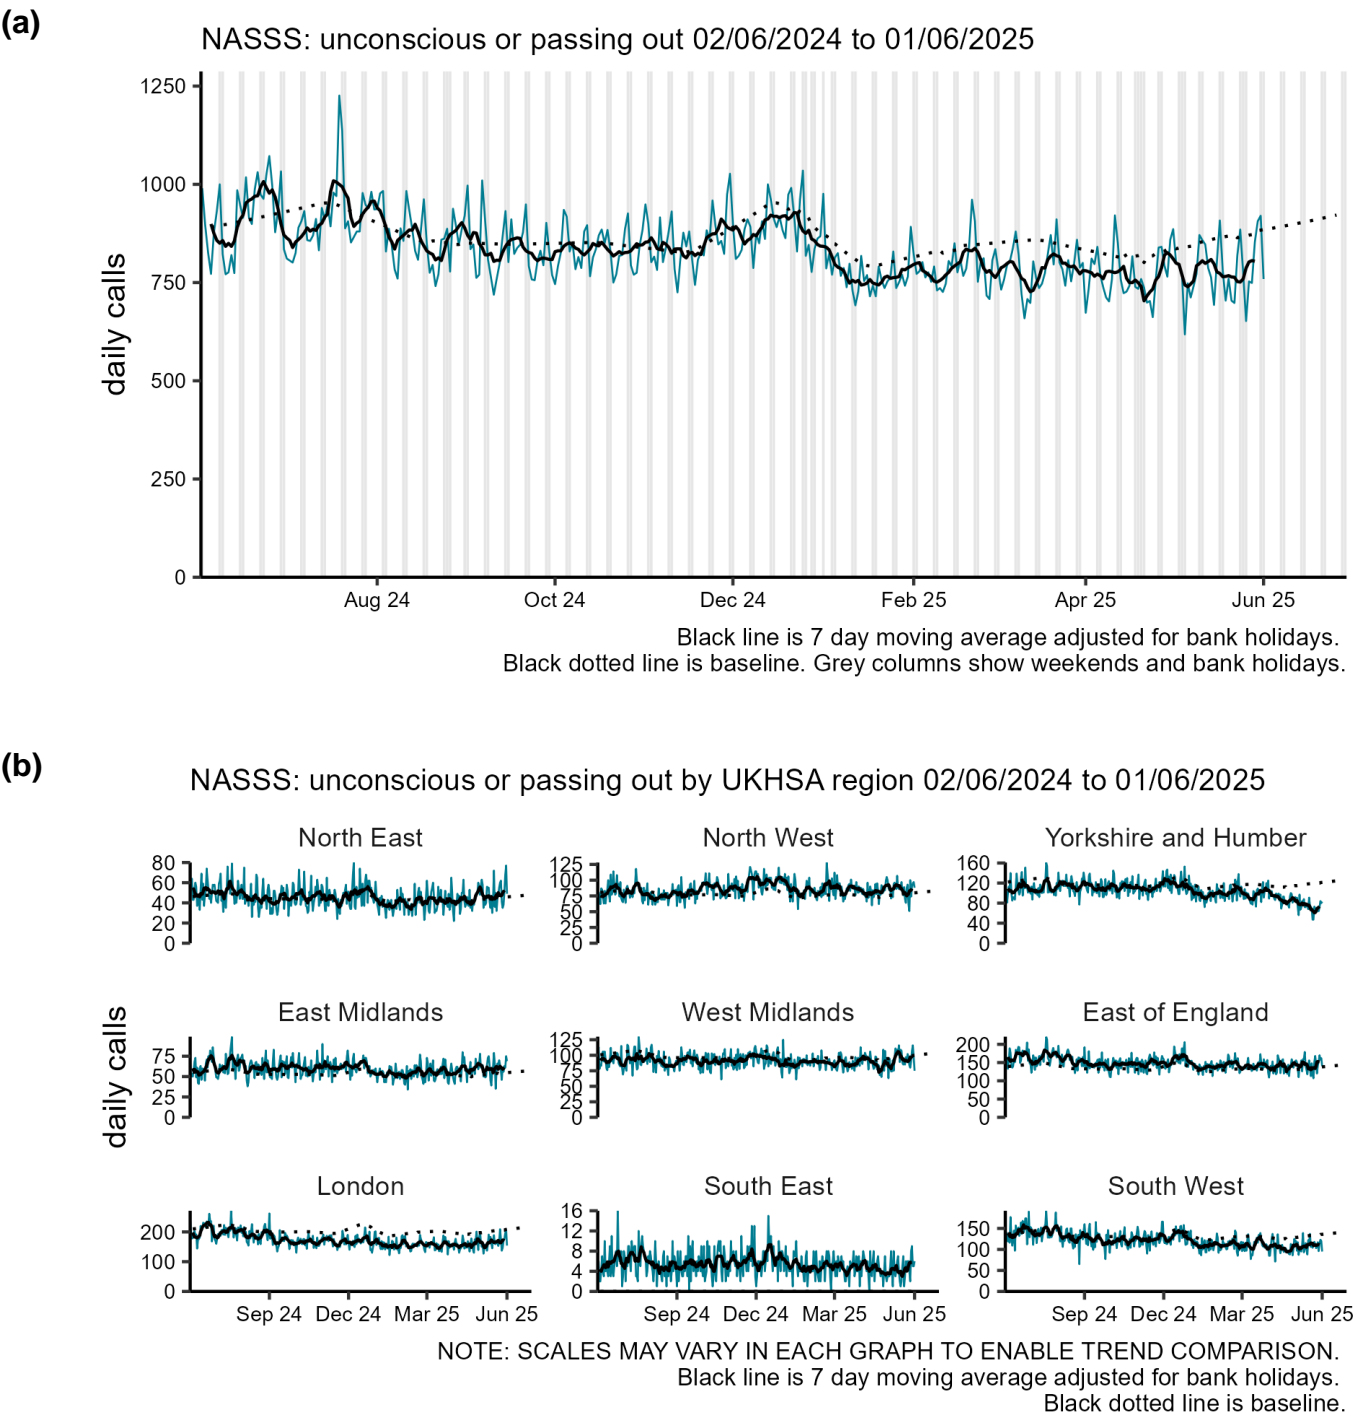 (a)
NASSS: unconscious or passing out 02/06/2024 to 01/06/2025
daily calls
1250
1000
750
500
250
0
Aug 24 Oct 24 Dec 24 Feb 25 Apr 25 Jun 25
Black line is 7 day moving average adjusted for bank holidays.
Black dotted line is baseline. Grey columns show weekends and bank holidays.
(b)
NASSS: unconscious or passing out by UKHSA region 02/06/2024 to 01/06/2025
daily calls
North East
80
60
40
20
0
North West
125
100
75
50
25
0
Yorkshire and Humber
160
120
80
40
0
East Midlands
75
50
25
0
West Midlands
125
100
75
50
25
0
East of England
200
150
100
50
0
London
200
100
0
Sep 24 Dec 24 Mar 25 Jun 25
South East
16
12
8
4
0
Sep 24 Dec 24 Mar 25 Jun 25
South West
150
100
50
0
Sep 24 Dec 24 Mar 25 Jun 25
NOTE: SCALES MAY VARY IN EACH GRAPH TO ENABLE TREND COMPARISON.
Black line is 7 day moving average adjusted for bank holidays.
Black dotted line is baseline.